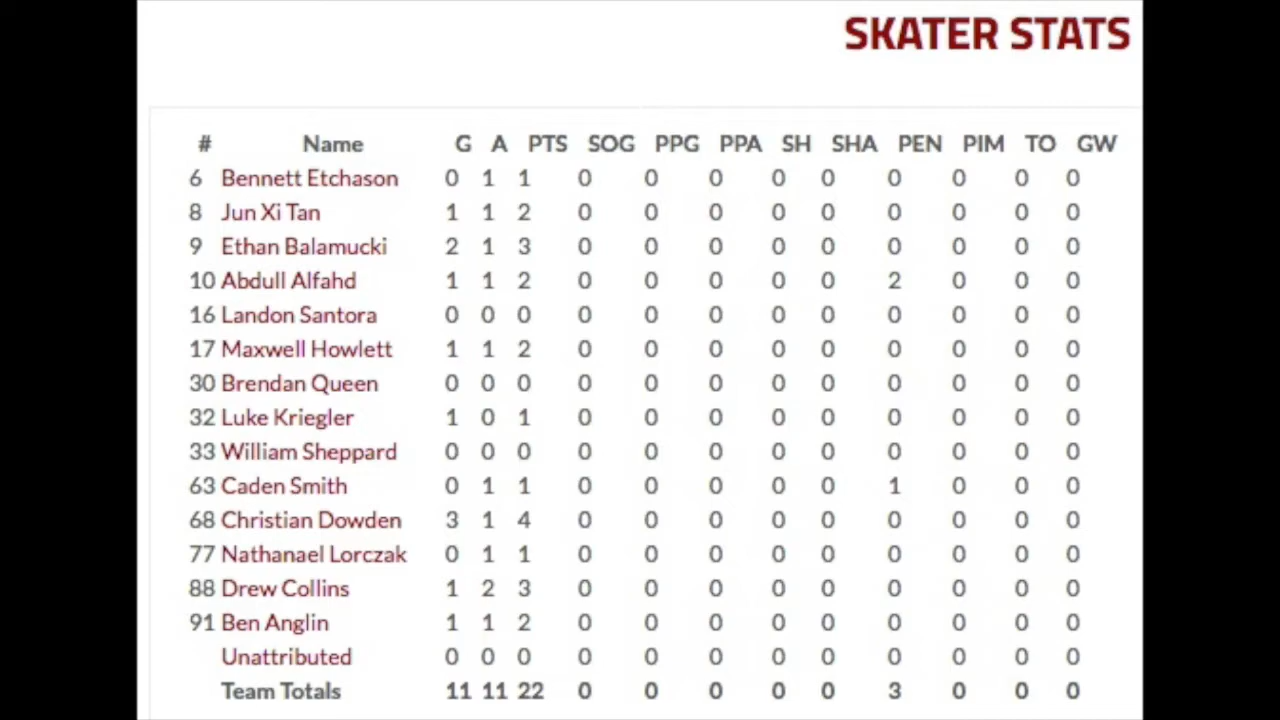 SKATER STATS
# Name G A PTS SOG PPG PPA SH SHA PEN PIM TO GW
6 Bennett Etchason 0 1 1 0 0 0 0 0 0 0 0 0
8 Jun Xi Tan 1 1 2 0 0 0 0 0 0 0 0 0
9 Ethan Balamucki 2 1 3 0 0 0 0 0 0 0 0 0
10 Abdull Alfahd 1 1 2 0 0 0 0 0 2 0 0 0
16 Landon Santora 0 0 0 0 0 0 0 0 0 0 0 0
17 Maxwell Howlett 1 1 2 0 0 0 0 0 0 0 0 0
30 Brendan Queen 0 0 0 0 0 0 0 0 0 0 0 0
32 Luke Kriegler 1 0 1 0 0 0 0 0 0 0 0 0
33 William Sheppard 0 0 0 0 0 0 0 0 0 0 0 0
63 Caden Smith 0 1 1 0 0 0 0 0 1 0 0 0
68 Christian Dowden 3 1 4 0 0 0 0 0 0 0 0 0
77 Nathanael Lorczak 0 1 1 0 0 0 0 0 0 0 0 0
88 Drew Collins 1 2 3 0 0 0 0 0 0 0 0 0
91 Ben Anglin 1 1 2 0 0 0 0 0 0 0 0 0
Unattributed 0 0 0 0 0 0 0 0 0 0 0 0
Team Totals 11 11 22 0 0 0 0 0 3 0 0 0